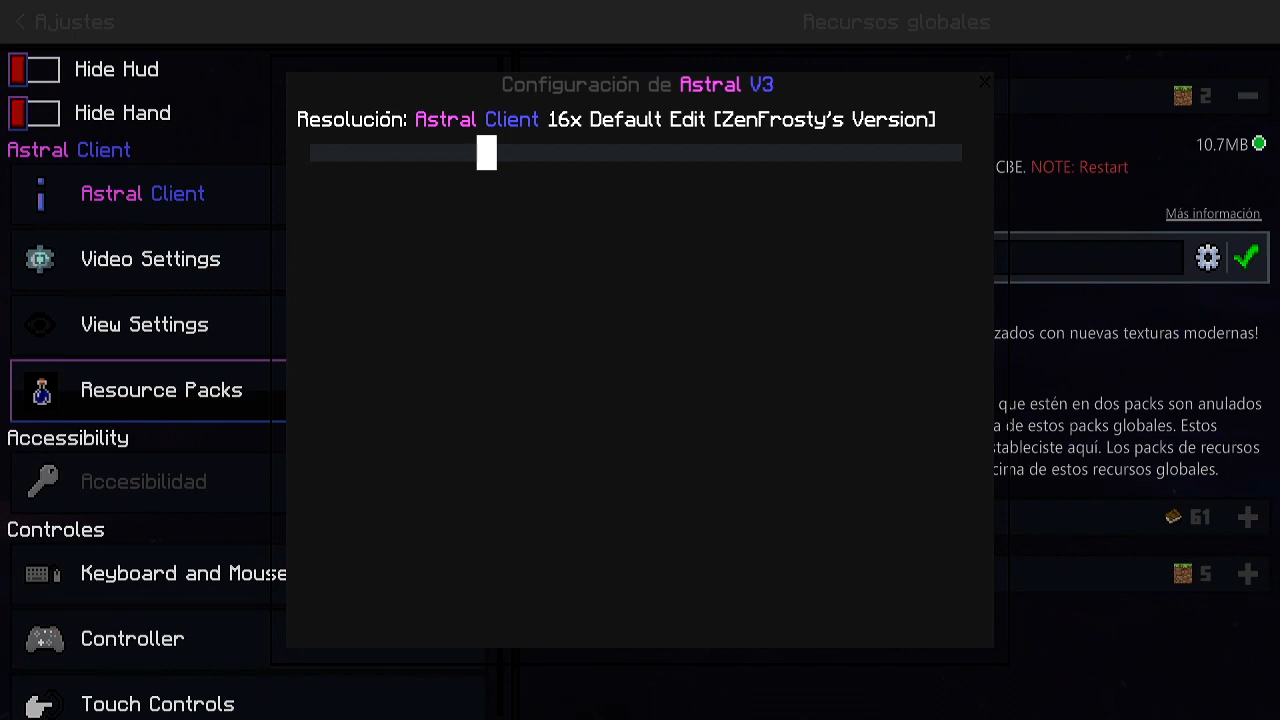 Ajustes
Recursos globales
Hide Hud
Hide Hand
Astral Client
Astral Client
Video Settings
View Settings
Resource Packs
Accessibility
Accesibilidad
Controles
Keyboard and Mouse
Controller
Touch Controls
Configuración de Astral V3
Resolución: Astral Client 16x Default Edit [ZenFrosty's Version]
2
10.7MB
CBE. NOTE: Restart
Más información
zados con nuevas texturas modernas!
que estén en dos packs son anulados
a de estos packs globales. Estos
stableciste aquí. Los packs de recursos
cima de estos recursos globales.
61
5